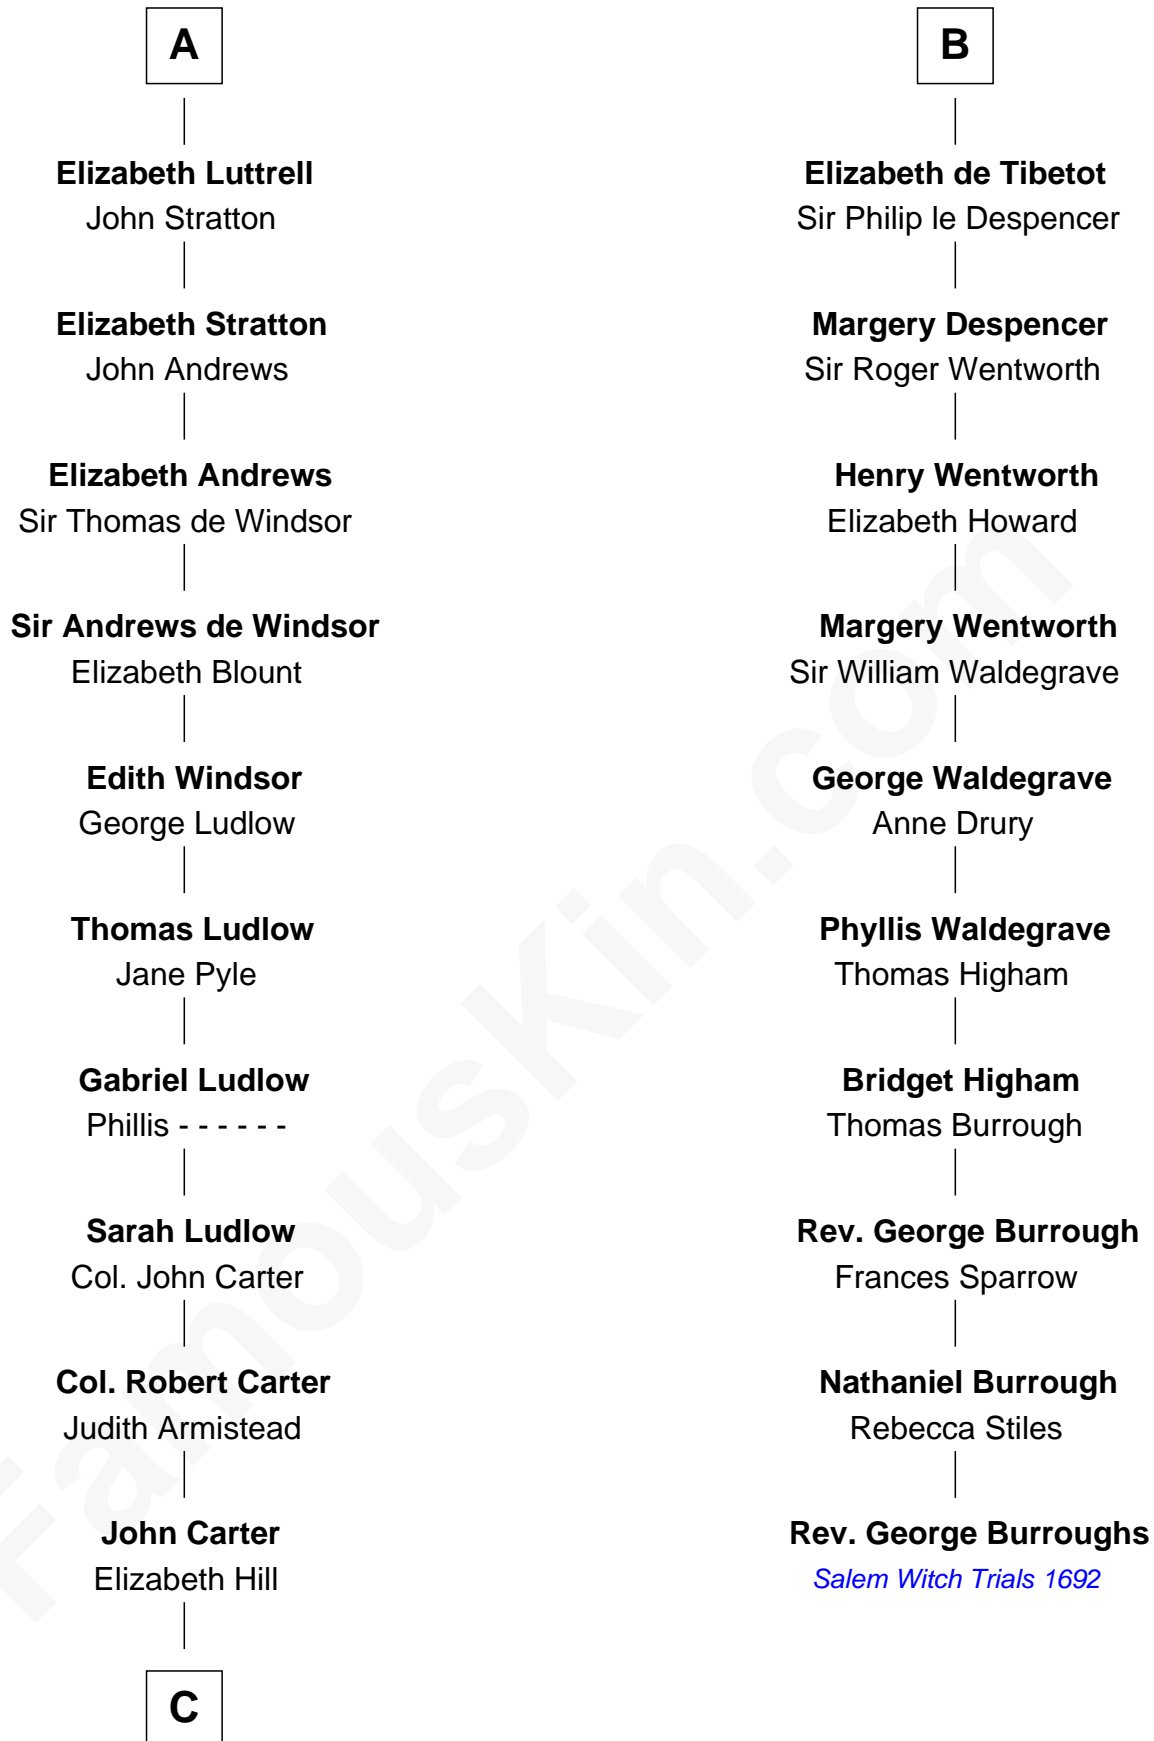 A
Elizabeth Luttrell
John Stratton
Elizabeth Stratton
John Andrews
Elizabeth Andrews
Sir Thomas de Windsor
Sir Andrews de Windsor
Elizabeth Blount
Edith Windsor
George Ludlow
Thomas Ludlow
Jane Pyle
Gabriel Ludlow
Phillis - - - - - -
Sarah Ludlow
Col. John Carter
Col. Robert Carter
Judith Armistead
John Carter
Elizabeth Hill
C
B
Elizabeth de Tibetot
Sir Philip le Despencer
Margery Despencer
Sir Roger Wentworth
Henry Wentworth
Elizabeth Howard
Margery Wentworth
Sir William Waldegrave
George Waldegrave
Anne Drury
Phyllis Waldegrave
Thomas Higham
Bridget Higham
Thomas Burrough
Rev. George Burrough
Frances Sparrow
Nathaniel Burrough
Rebecca Stiles
Rev. George Burroughs
Salem Witch Trials 1692
FamousKin.com